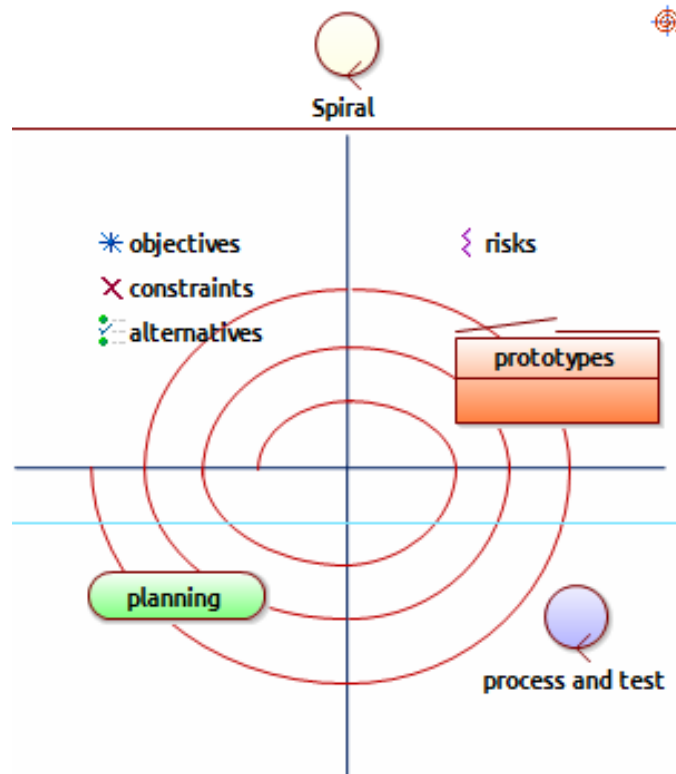 Spiral
objectives
risks
constraints
alternatives
prototypes
planning
process and test